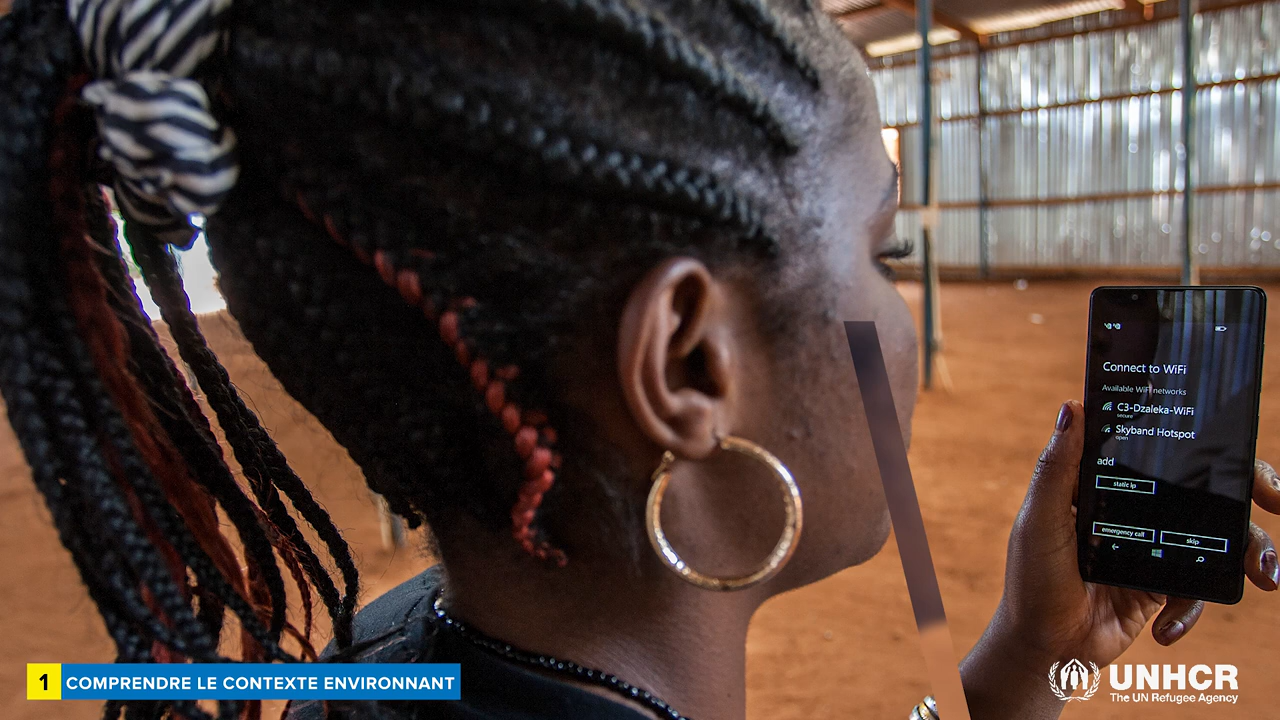 Connect to WiFi
Available WiFi networks
C3-Dzaleka-WiFi
secure
Skyband Hotspot
open
add
static ip
emergency call
skip
1 COMPRENDRE LE CONTEXTE ENVIRONNANT
UNHCR
The UN Refugee Agency